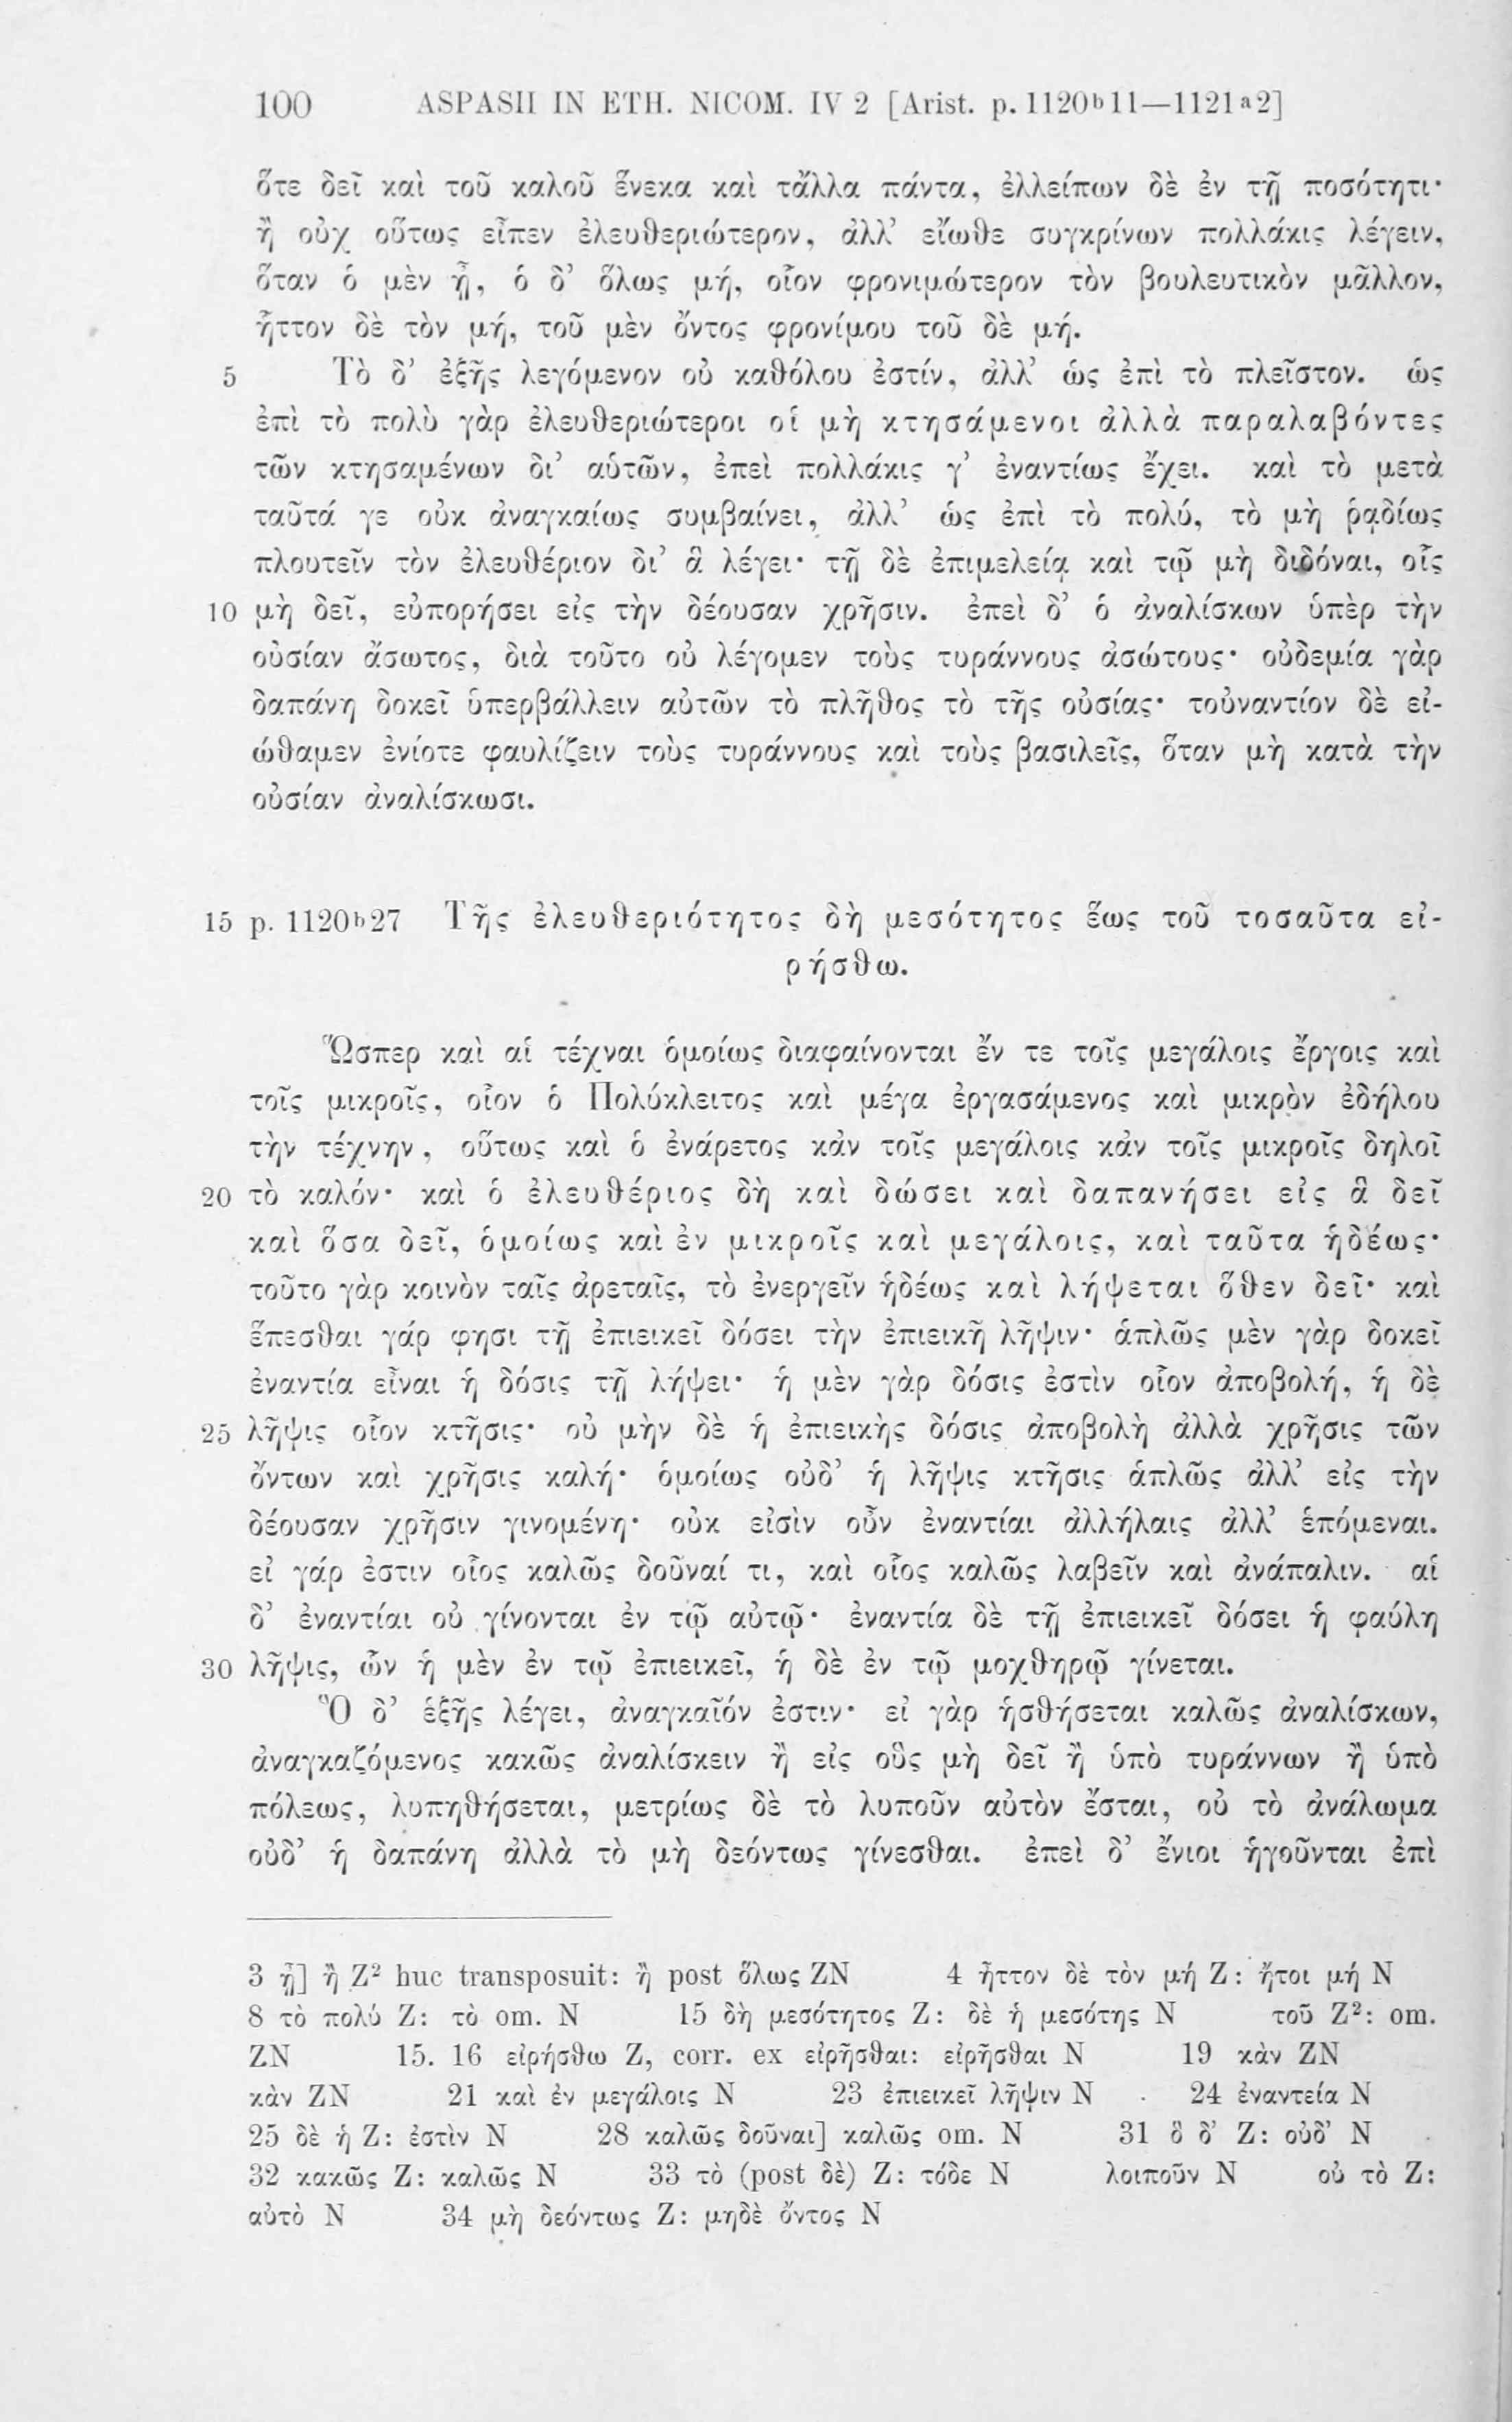 100 ASPASII IN ETH. NICOM. IV 2 [Arist. p. 1120ᵇ11—1121ᵃ2]
ὅτε δεῖ καὶ τοῦ καλοῦ ἕνεκα καὶ τἄλλα πάντα, ἐλλείπων δὲ ἐν τῇ ποσότητι·
ἢ οὐχ οὕτως εἶπεν ἐλευθεριώτερον, ἀλλ’ εἴωθε συγκρίνων πολλάκις λέγειν,
ὅταν ὁ μὲν ᾖ, ὁ δ’ ὅλως μή, οἷον φρονιμώτερον τὸν βουλευτικὸν μᾶλλον,
ἧττον δὲ τὸν μή, τοῦ μὲν ὄντος φρονίμου τοῦ δὲ μή.
5 Τὸ δ’ ἐξῆς λεγόμενον οὐ καθόλου ἐστίν, ἀλλ’ ὡς ἐπὶ τὸ πλεῖστον. ὡς
ἐπὶ τὸ πολὺ γὰρ ἐλευθεριώτεροι οἱ μὴ κτησάμενοι ἀλλὰ παραλαβόντες
τῶν κτησαμένων δι’ αὑτῶν, ἐπεὶ πολλάκις γ’ ἐναντίως ἔχει. καὶ τὸ μετὰ
ταῦτά γε οὐκ ἀναγκαίως συμβαίνει, ἀλλ’ ὡς ἐπὶ τὸ πολύ, τὸ μὴ ῥᾳδίως
πλουτεῖν τὸν ἐλευθέριον δι’ ἃ λέγει· τῇ δὲ ἐπιμελείᾳ καὶ τῷ μὴ διδόναι, οἷς
10 μὴ δεῖ, εὐπορήσει εἰς τὴν δέουσαν χρῆσιν. ἐπεὶ δ’ ὁ ἀναλίσκων ὑπὲρ τὴν
οὐσίαν ἄσωτος, διὰ τοῦτο οὐ λέγομεν τοὺς τυράννους ἀσώτους· οὐδεμία γὰρ
δαπάνη δοκεῖ ὑπερβάλλειν αὐτῶν τὸ πλῆθος τὸ τῆς οὐσίας· τοὐναντίον δὲ εἰ-
ώθαμεν ἐνίοτε φαυλίζειν τοὺς τυράννους καὶ τοὺς βασιλεῖς, ὅταν μὴ κατὰ τὴν
οὐσίαν ἀναλίσκωσι.
15 p. 1120ᵇ27 Τῆς ἐλευθεριότητος δὴ μεσότητος ἕως τοῦ τοσαῦτα εἰ-
ρήσθω.
Ὥσπερ καὶ αἱ τέχναι ὁμοίως διαφαίνονται ἔν τε τοῖς μεγάλοις ἔργοις καὶ
τοῖς μικροῖς, οἷον ὁ Πολύκλειτος καὶ μέγα ἐργασάμενος καὶ μικρὸν ἐδήλου
τὴν τέχνην, οὕτως καὶ ὁ ἐνάρετος κἀν τοῖς μεγάλοις κἀν τοῖς μικροῖς δηλοῖ
20 τὸ καλόν· καὶ ὁ ἐλευθέριος δὴ καὶ δώσει καὶ δαπανήσει εἰς ἃ δεῖ
καὶ ὅσα δεῖ, ὁμοίως καὶ ἐν μικροῖς καὶ μεγάλοις, καὶ ταῦτα ἡδέως·
τοῦτο γὰρ κοινὸν ταῖς ἀρεταῖς, τὸ ἐνεργεῖν ἡδέως καὶ λήψεται ὅθεν δεῖ· καὶ
ἕπεσθαι γάρ φησι τῇ ἐπιεικεῖ δόσει τὴν ἐπιεικῆ λῆψιν· ἁπλῶς μὲν γὰρ δοκεῖ
ἐναντία εἶναι ἡ δόσις τῇ λήψει· ἡ μὲν γὰρ δόσις ἐστὶν οἷον ἀποβολή, ἡ δὲ
25 λῆψις οἷον κτῆσις· οὐ μὴν δὲ ἡ ἐπιεικὴς δόσις ἀποβολὴ ἀλλὰ χρῆσις τῶν
ὄντων καὶ χρῆσις καλή· ὁμοίως οὐδ’ ἡ λῆψις κτῆσις ἁπλῶς ἀλλ’ εἰς τὴν
δέουσαν χρῆσιν γινομένη· οὐκ εἰσὶν οὖν ἐναντίαι ἀλλήλαις ἀλλ’ ἑπόμεναι.
εἰ γάρ ἐστιν οἷος καλῶς δοῦναί τι, καὶ οἷος καλῶς λαβεῖν καὶ ἀνάπαλιν. αἱ
δ’ ἐναντίαι οὐ γίνονται ἐν τῷ αὐτῷ· ἐναντία δὲ τῇ ἐπιεικεῖ δόσει ἡ φαύλη
30 λῆψις, ὧν ἡ μὲν ἐν τῷ ἐπιεικεῖ, ἡ δὲ ἐν τῷ μοχθηρῷ γίνεται.
Ὃ δ’ ἑξῆς λέγει, ἀναγκαῖόν ἐστιν· εἰ γὰρ ἡσθήσεται καλῶς ἀναλίσκων,
ἀναγκαζόμενος κακῶς ἀναλίσκειν ἢ εἰς οὓς μὴ δεῖ ἢ ὑπὸ τυράννων ἢ ὑπὸ
πόλεως, λυπηθήσεται, μετρίως δὲ τὸ λυποῦν αὐτὸν ἔσται, οὐ τὸ ἀνάλωμα
οὐδ’ ἡ δαπάνη ἀλλὰ τὸ μὴ δεόντως γίνεσθαι. ἐπεὶ δ’ ἔνιοι ἡγοῦνται ἐπὶ
3 ᾖ] ἢ Z² huc transposuit: ἢ post ὅλως ZN 4 ἧττον δὲ τὸν μή Z: ἤτοι μή N
8 τὸ πολύ Z: τὸ om. N 15 δὴ μεσότητος Z: δὲ ἡ μεσότης N τοῦ Z²: om.
ZN 15. 16 εἰρήσθω Z, corr. ex εἰρῆσθαι: εἰρῆσθαι N 19 κὰν ZN
κὰν ZN 21 καὶ ἐν μεγάλοις N 23 ἐπιεικεῖ λῆψιν N 24 ἐναντεία N
25 δὲ ἡ Z: ἐστὶν N 28 καλῶς δοῦναι] καλῶς om. N 31 ὃ δ’ Z: οὐδ’ N
32 κακῶς Z: καλῶς N 33 τὸ (post δὲ) Z: τόδε N λοιποῦν N οὐ τὸ Z:
αὐτὸ N 34 μὴ δεόντως Z: μηδὲ ὄντος N